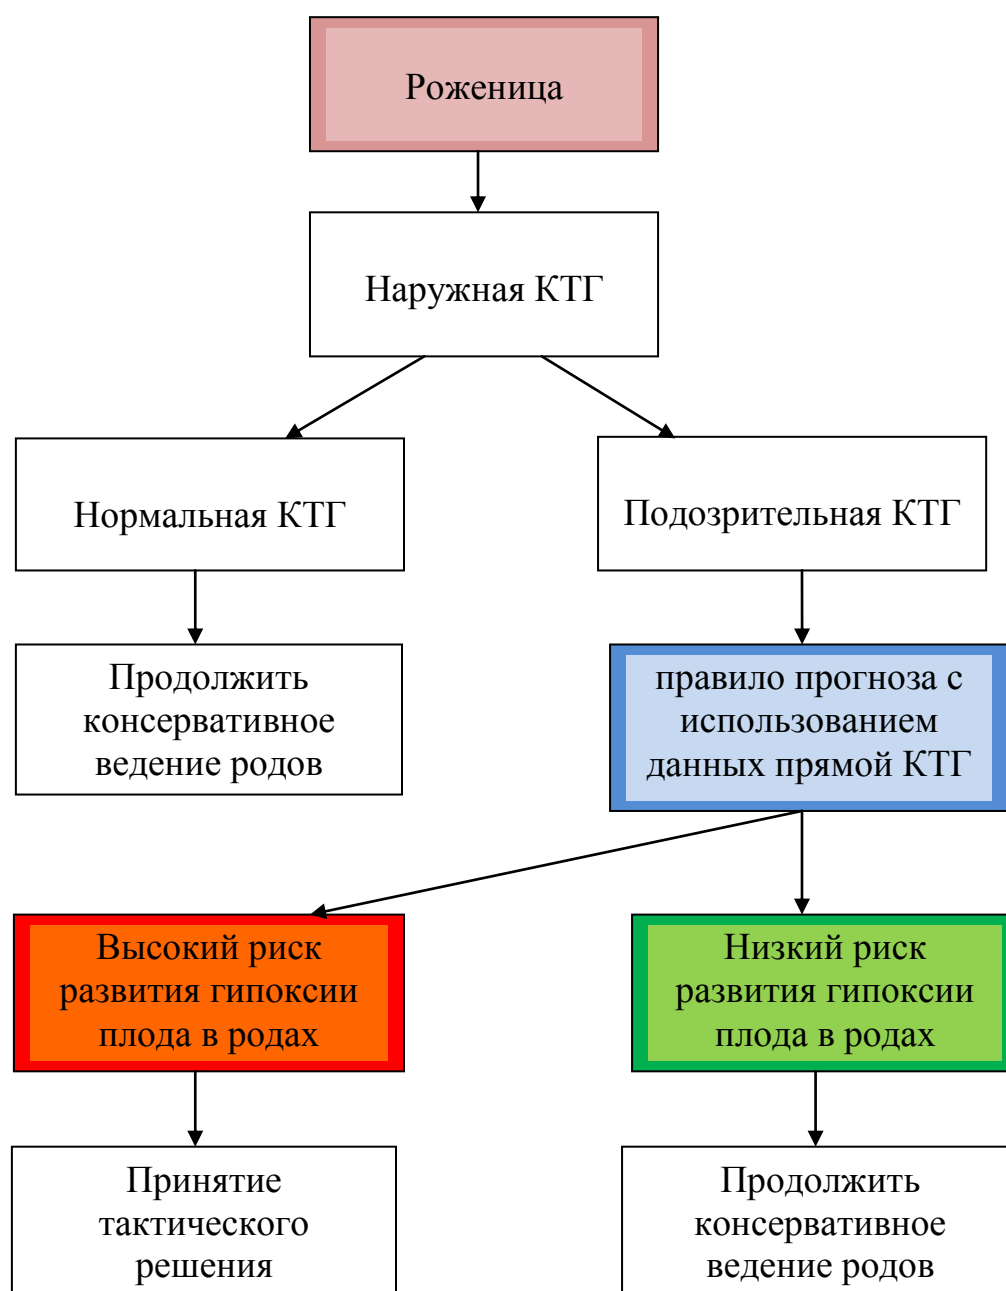 Роженица
Наружная КТГ
Нормальная КТГ
Подозрительная КТГ
Продолжить
консервативное
ведение родов
правило прогноза с
использованием
данных прямой КТГ
Высокий риск
развития гипоксии
плода в родах
Низкий риск
развития гипоксии
плода в родах
Принятие
тактического
решения
Продолжить
консервативное
ведение родов